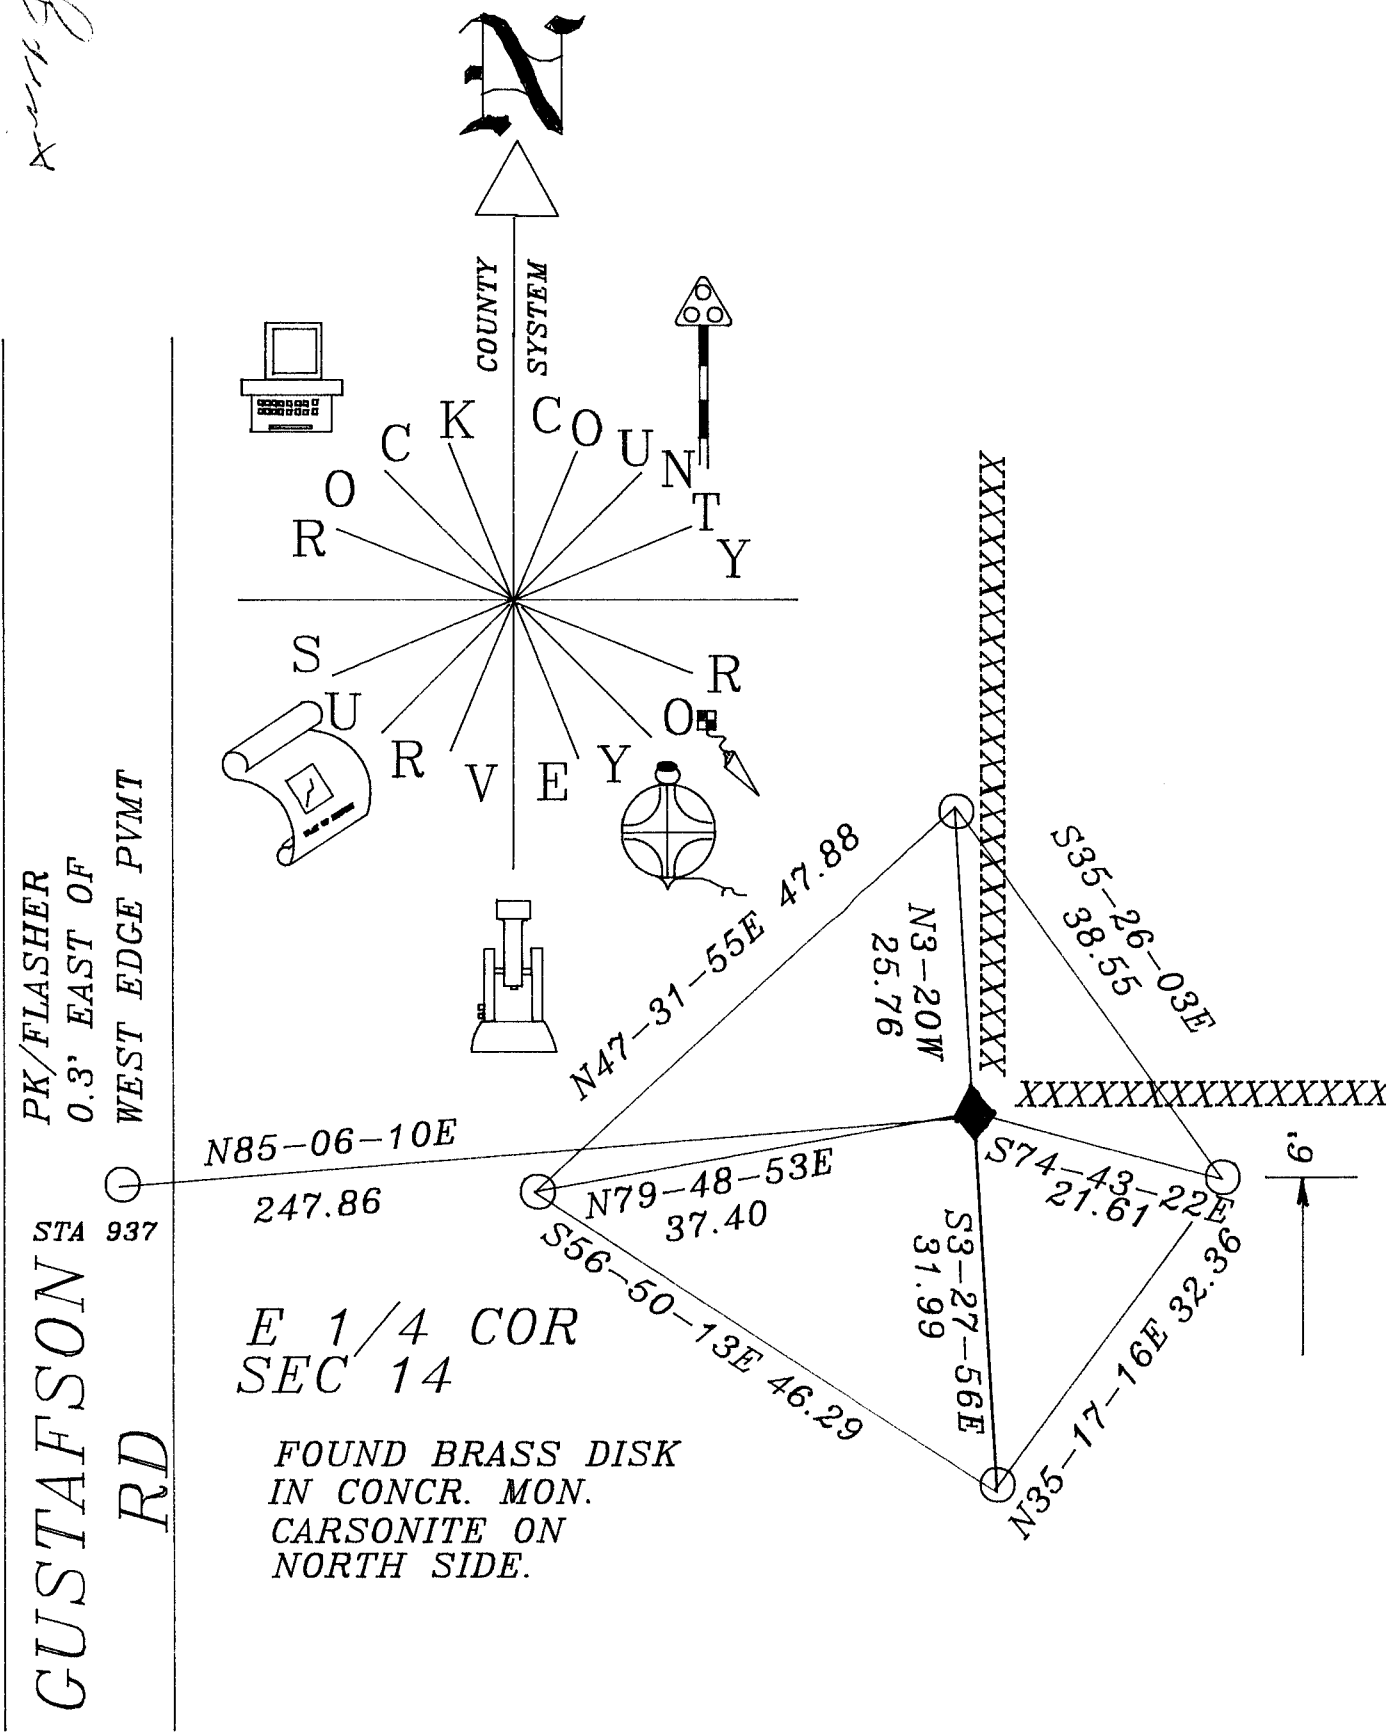 N
COUNTY
SYSTEM
ROCK COUNTY
SURVEYOR
PK/FLASHER
0.3' EAST OF
WEST EDGE PVMT
STA 937
GUSTAFSON
RD
N85-06-10E
247.86
N47-31-55E 47.88
N79-48-53E
37.40
S56-50-13E 46.29
N3-20W
25.76
S35-26-03E
38.55
XXXXXXXXXXXXXXXXX
S74-43-22E
21.61
6'
S3-27-56E
31.99
N35-17-16E 32.36
E 1/4 COR
SEC 14
FOUND BRASS DISK
IN CONCR. MON.
CARSONITE ON
NORTH SIDE.